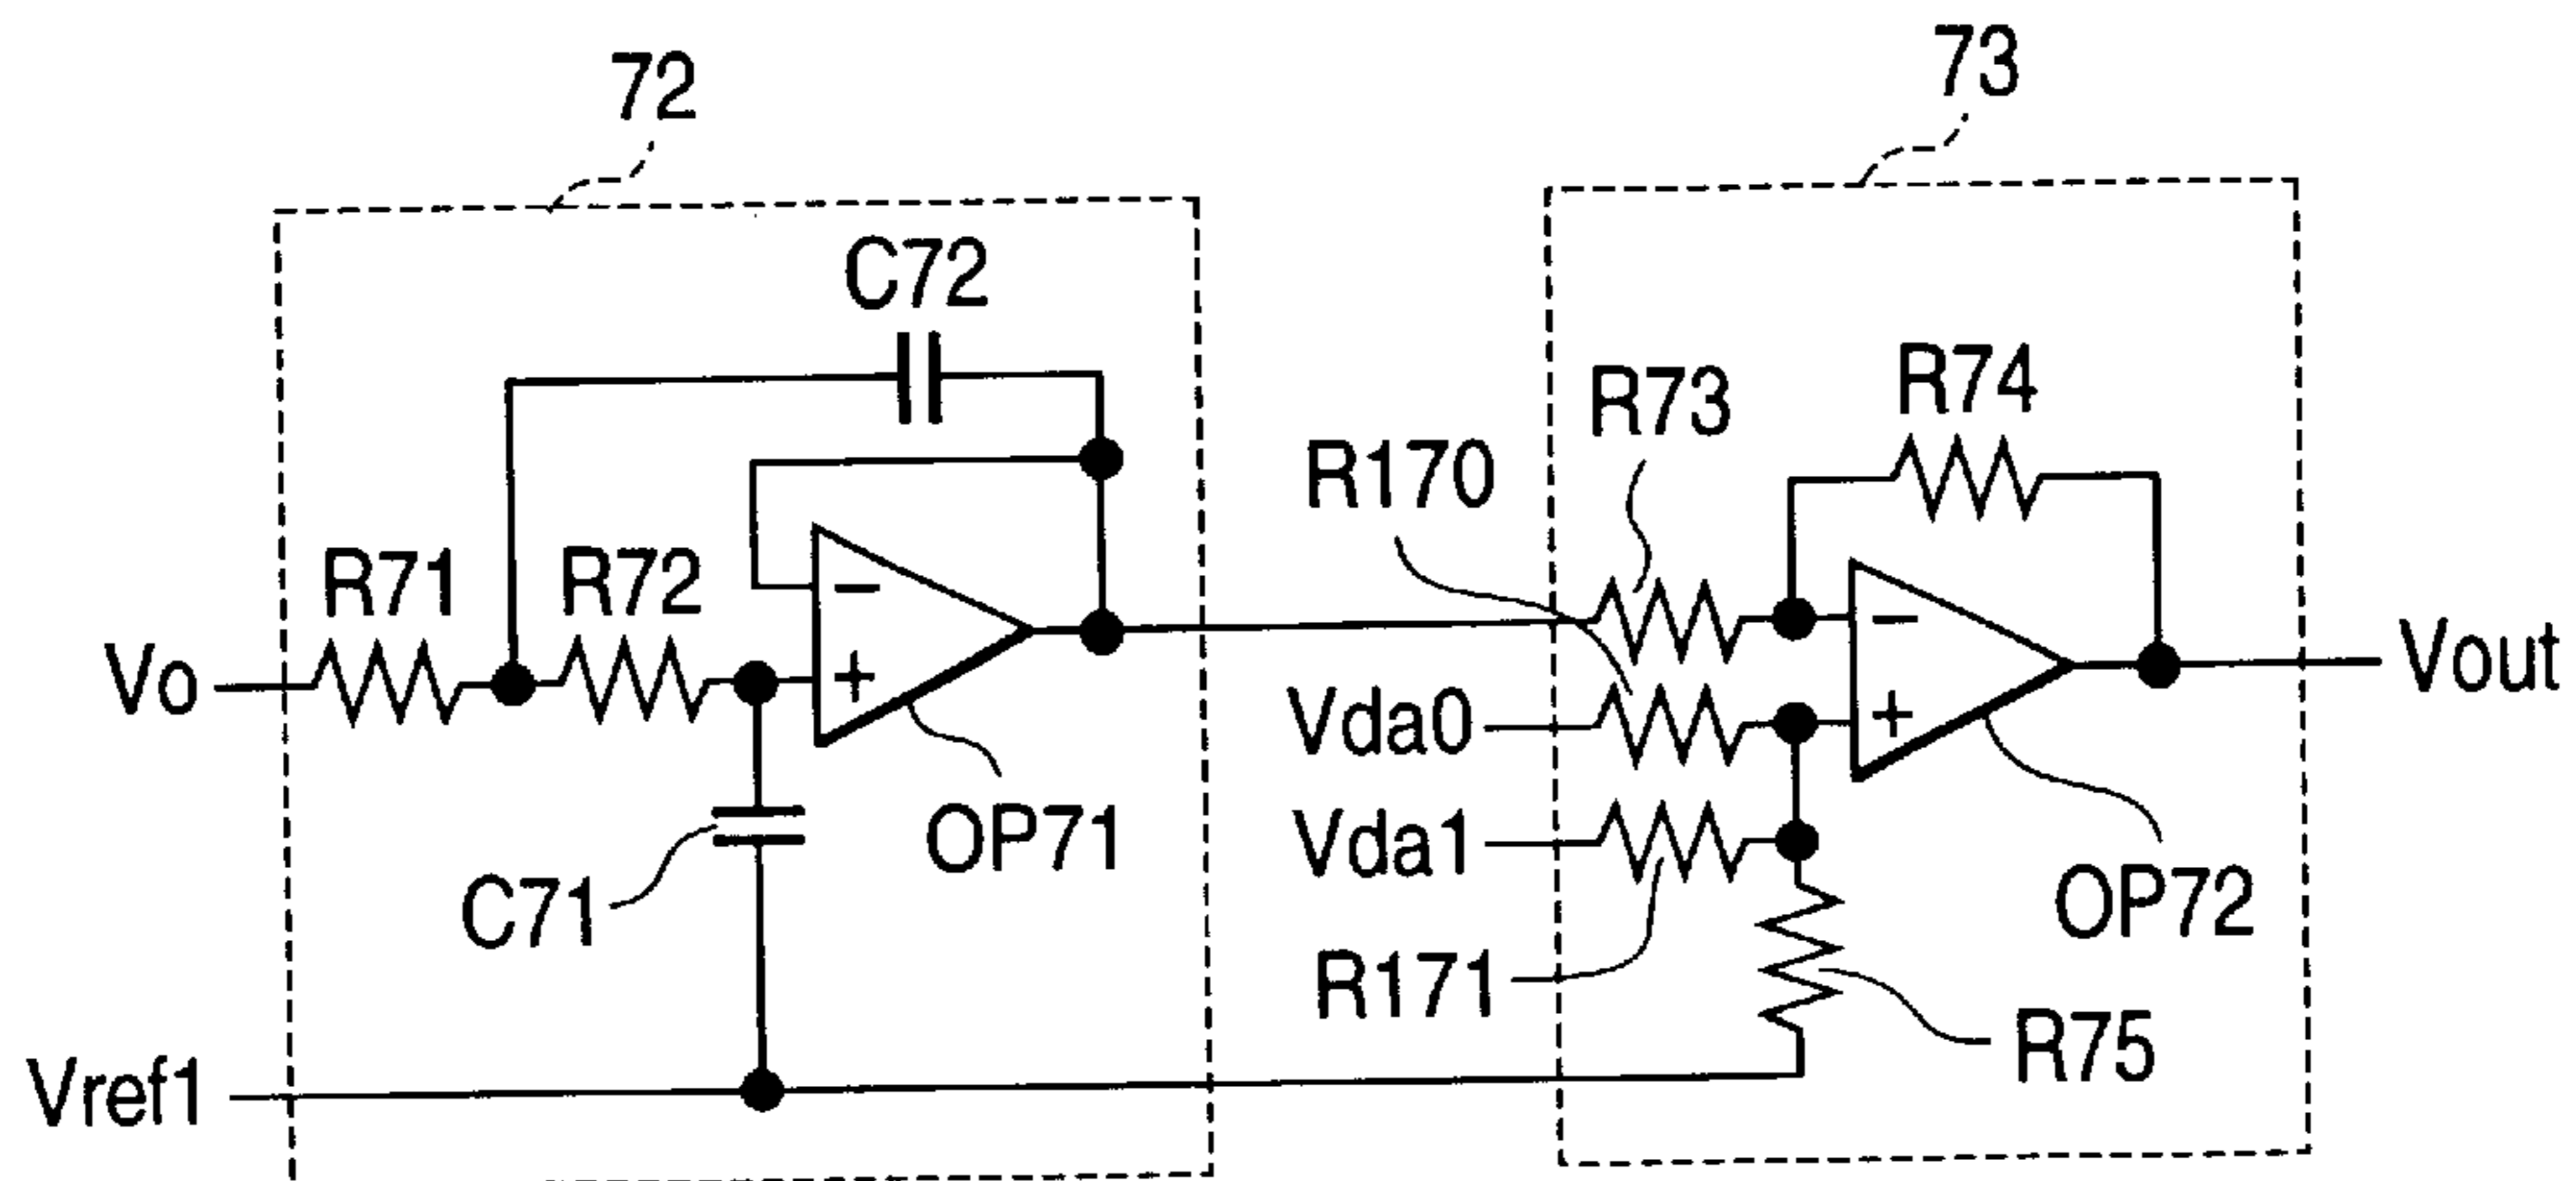 72
73
C72
R73
R74
R170
R71
R72
−
−
Vo
+
Vda0
+
Vout
C71
OP71
Vda1
OP72
R171
R75
Vref1